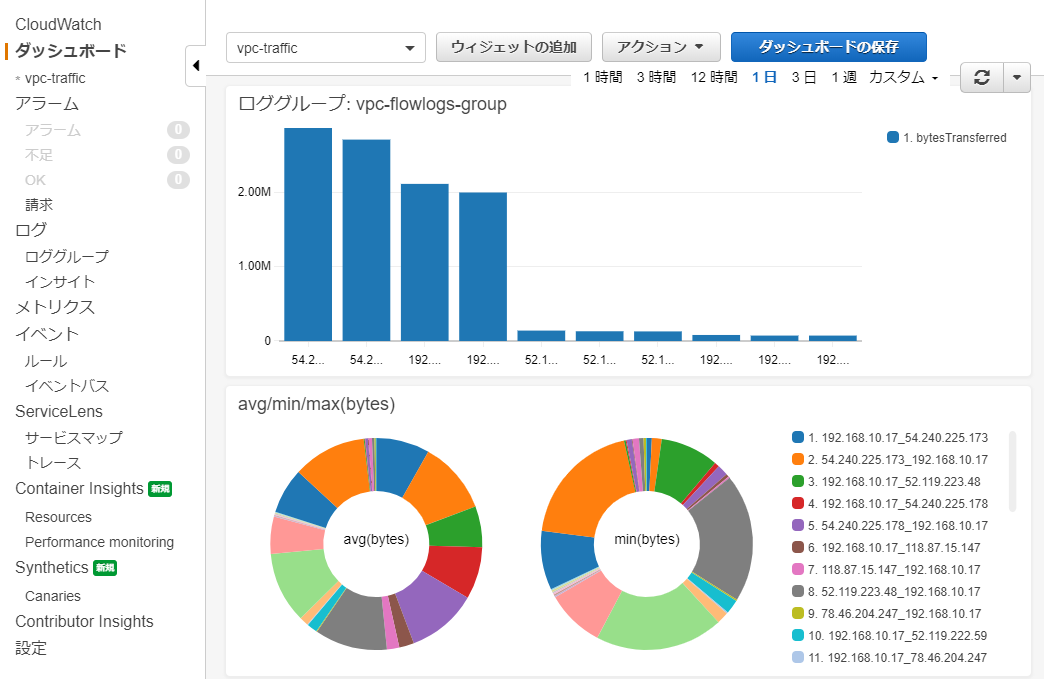 CloudWatch
ダッシュボード
vpc-traffic
アラーム
アラーム 0
不足 0
OK 0
請求
ログ
ロググループ
インサイト
メトリクス
イベント
ルール
イベントバス
ServiceLens
サービスマップ
トレース
Container Insights 新規
Resources
Performance monitoring
Synthetics 新規
Canaries
Contributor Insights
設定
vpc-traffic ウィジェットの追加 アクション ダッシュボードの保存
1 時間 3 時間 12 時間 1 日 3 日 1 週 カスタム
ロググループ: vpc-flowlogs-group
1. bytesTransferred
2.00M
1.00M
0
54.2... 54.2... 192.... 192.... 52.1... 52.1... 52.1... 192.... 192.... 192....
avg/min/max(bytes)
avg(bytes) min(bytes)
1. 192.168.10.17_54.240.225.173
2. 54.240.225.173_192.168.10.17
3. 192.168.10.17_52.119.223.48
4. 192.168.10.17_54.240.225.178
5. 54.240.225.178_192.168.10.17
6. 192.168.10.17_118.87.15.147
7. 118.87.15.147_192.168.10.17
8. 52.119.223.48_192.168.10.17
9. 78.46.204.247_192.168.10.17
10. 192.168.10.17_52.119.222.59
11. 192.168.10.17_78.46.204.247